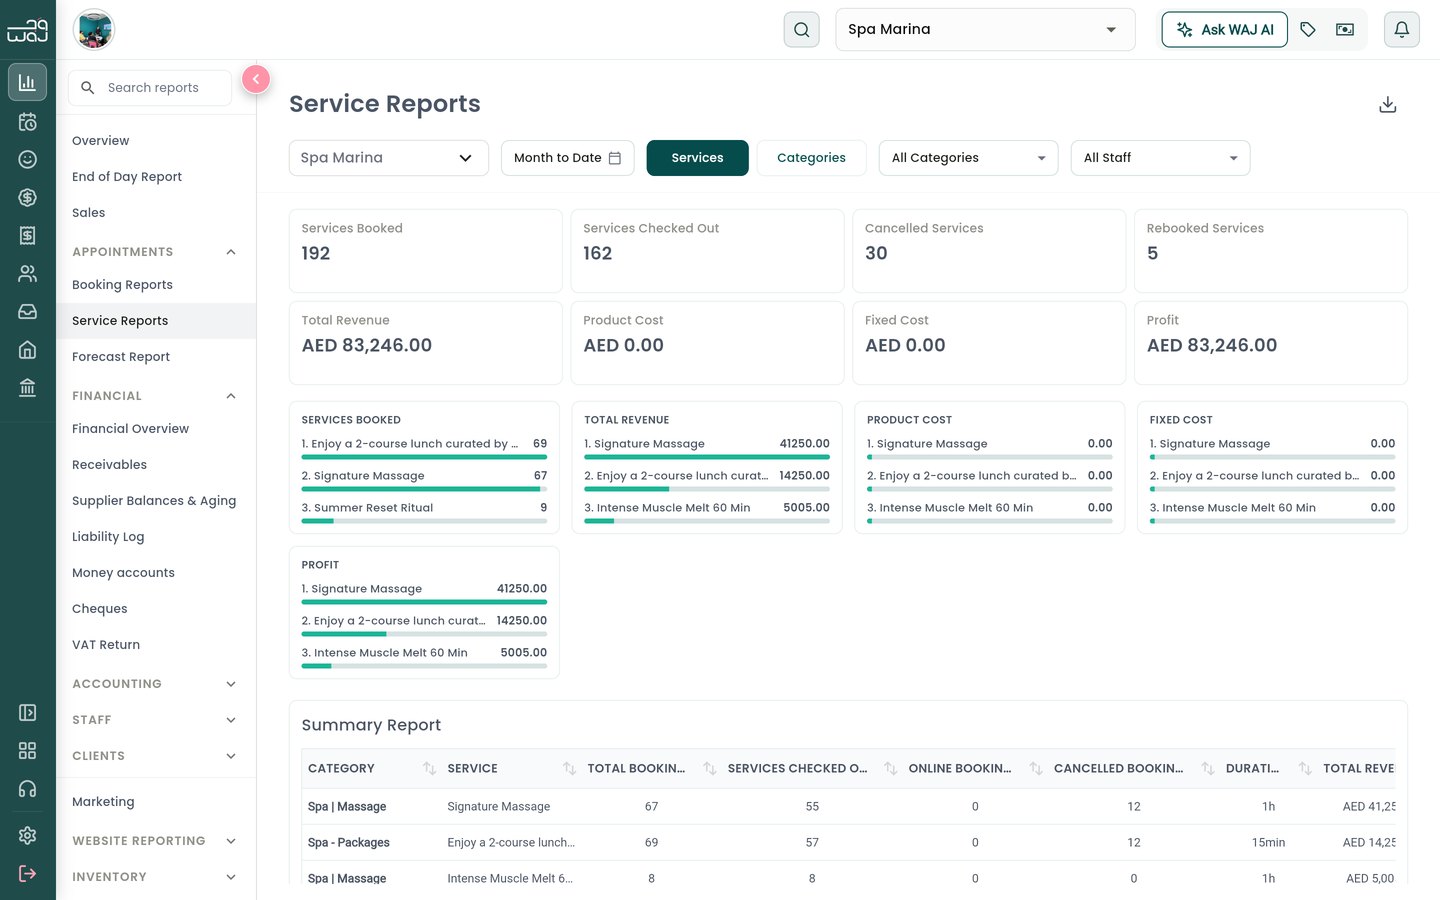 waj
Spa Marina
Ask WAJ AI
Search reports
Overview
End of Day Report
Sales
APPOINTMENTS
Booking Reports
Service Reports
Forecast Report
FINANCIAL
Financial Overview
Receivables
Supplier Balances & Aging
Liability Log
Money accounts
Cheques
VAT Return
ACCOUNTING
STAFF
CLIENTS
Marketing
WEBSITE REPORTING
INVENTORY
Service Reports
Spa Marina
Month to Date
Services
Categories
All Categories
All Staff
Services Booked
192
Services Checked Out
162
Cancelled Services
30
Rebooked Services
5
Total Revenue
AED 83,246.00
Product Cost
AED 0.00
Fixed Cost
AED 0.00
Profit
AED 83,246.00
SERVICES BOOKED
1. Enjoy a 2-course lunch curated by ... 69
2. Signature Massage 67
3. Summer Reset Ritual 9
TOTAL REVENUE
1. Signature Massage 41250.00
2. Enjoy a 2-course lunch curat... 14250.00
3. Intense Muscle Melt 60 Min 5005.00
PRODUCT COST
1. Signature Massage 0.00
2. Enjoy a 2-course lunch curated b... 0.00
3. Intense Muscle Melt 60 Min 0.00
FIXED COST
1. Signature Massage 0.00
2. Enjoy a 2-course lunch curated b... 0.00
3. Intense Muscle Melt 60 Min 0.00
PROFIT
1. Signature Massage 41250.00
2. Enjoy a 2-course lunch curat... 14250.00
3. Intense Muscle Melt 60 Min 5005.00
Summary Report
CATEGORY SERVICE TOTAL BOOKIN... SERVICES CHECKED O... ONLINE BOOKIN... CANCELLED BOOKIN... DURATI... TOTAL REVE
Spa | Massage Signature Massage 67 55 0 12 1h AED 41,25
Spa - Packages Enjoy a 2-course lunch... 69 57 0 12 15min AED 14,25
Spa | Massage Intense Muscle Melt 6... 8 8 0 0 1h AED 5,00